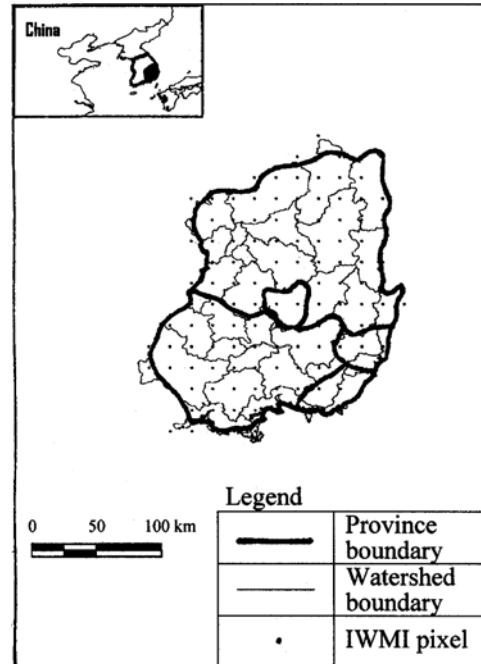 China
0 50 100 km
Legend
Province
boundary
Watershed
boundary
IWMI pixel